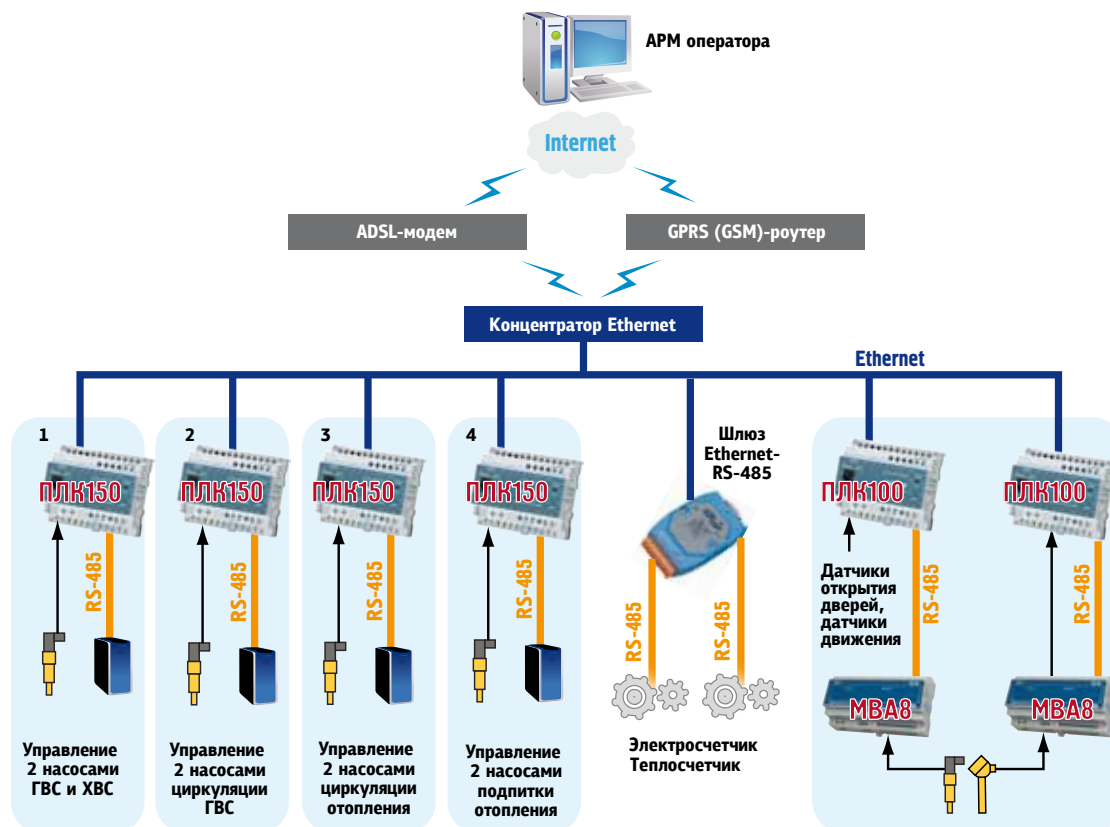 АРМ оператора
Internet
ADSL-модем
GPRS (GSM)-роутер
Концентратор Ethernet
Ethernet
1
ПЛК150
RS-485
Управление
2 насосами
ГВС и ХВС
2
ПЛК150
RS-485
Управление
2 насосами
циркуляции
ГВС
3
ПЛК150
RS-485
Управление
2 насосами
циркуляции
отопления
4
ПЛК150
RS-485
Управление
2 насосами
подпитки
отопления
Шлюз
Ethernet-
RS-485
RS-485
RS-485
Электросчетчик
Теплосчетчик
ПЛК100
ПЛК100
Датчики
открытия
дверей,
датчики
движения
RS-485
RS-485
МВА8
МВА8